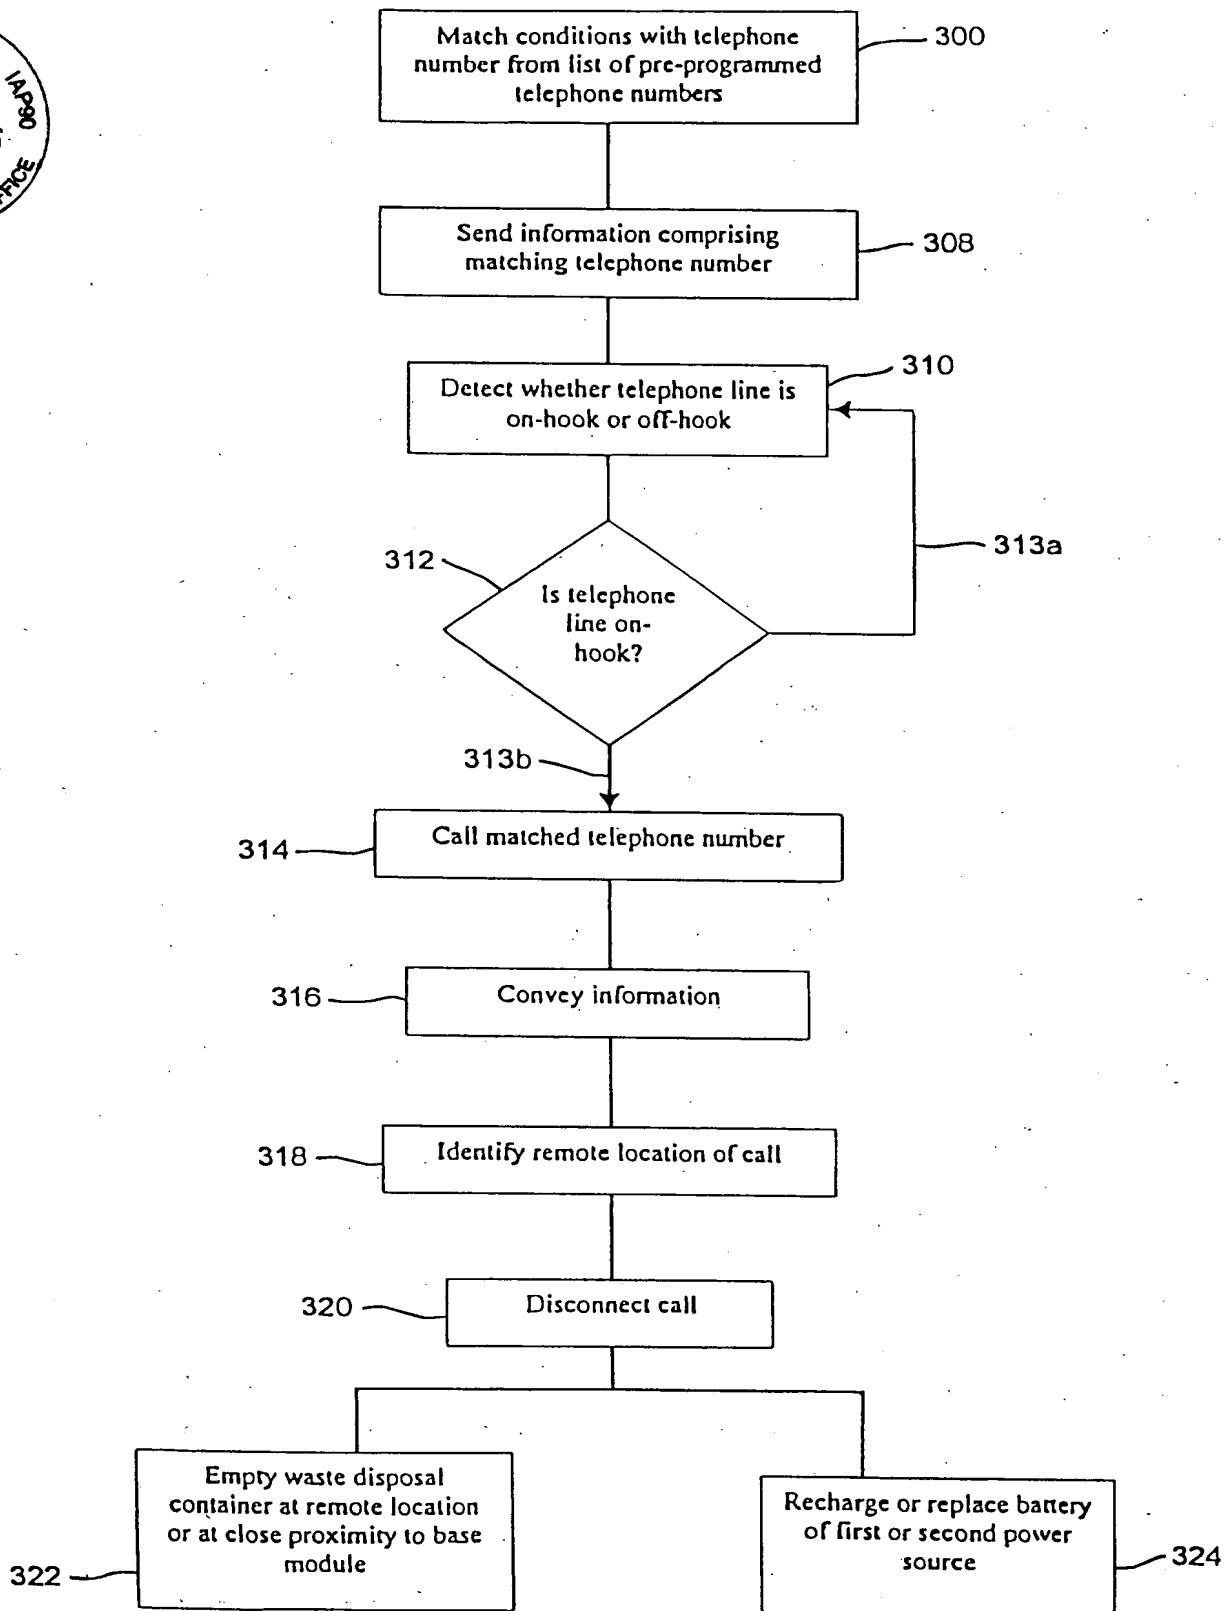 IAP06
FFICE
Match conditions with telephone
number from list of pre-programmed
telephone numbers
300
Send information comprising
matching telephone number
308
Detect whether telephone line is
on-hook or off-hook
310
312
Is telephone
line on-
hook?
313a
313b
Call matched telephone number
314
316
Convey information
318
Identify remote location of call
320
Disconnect call
Empty waste disposal
container at remote location
or at close proximity to base
module
322
Recharge or replace battery
of first or second power
source
324